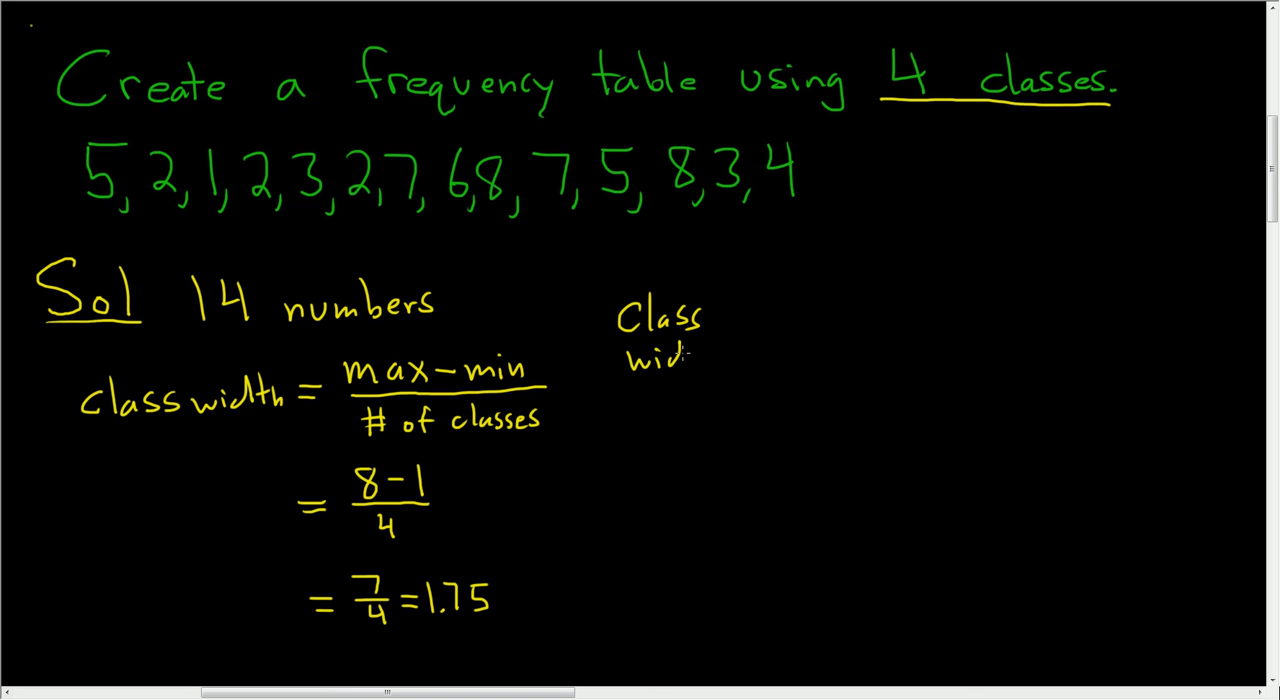 Create a frequency table using 4 classes.
5, 2, 1, 2, 3, 2, 7, 6, 8, 7, 5, 8, 3, 4
Sol 14 numbers
class width = max - min
# of classes
= 8 - 1
4
= 7
4
= 1.75
Class
wid